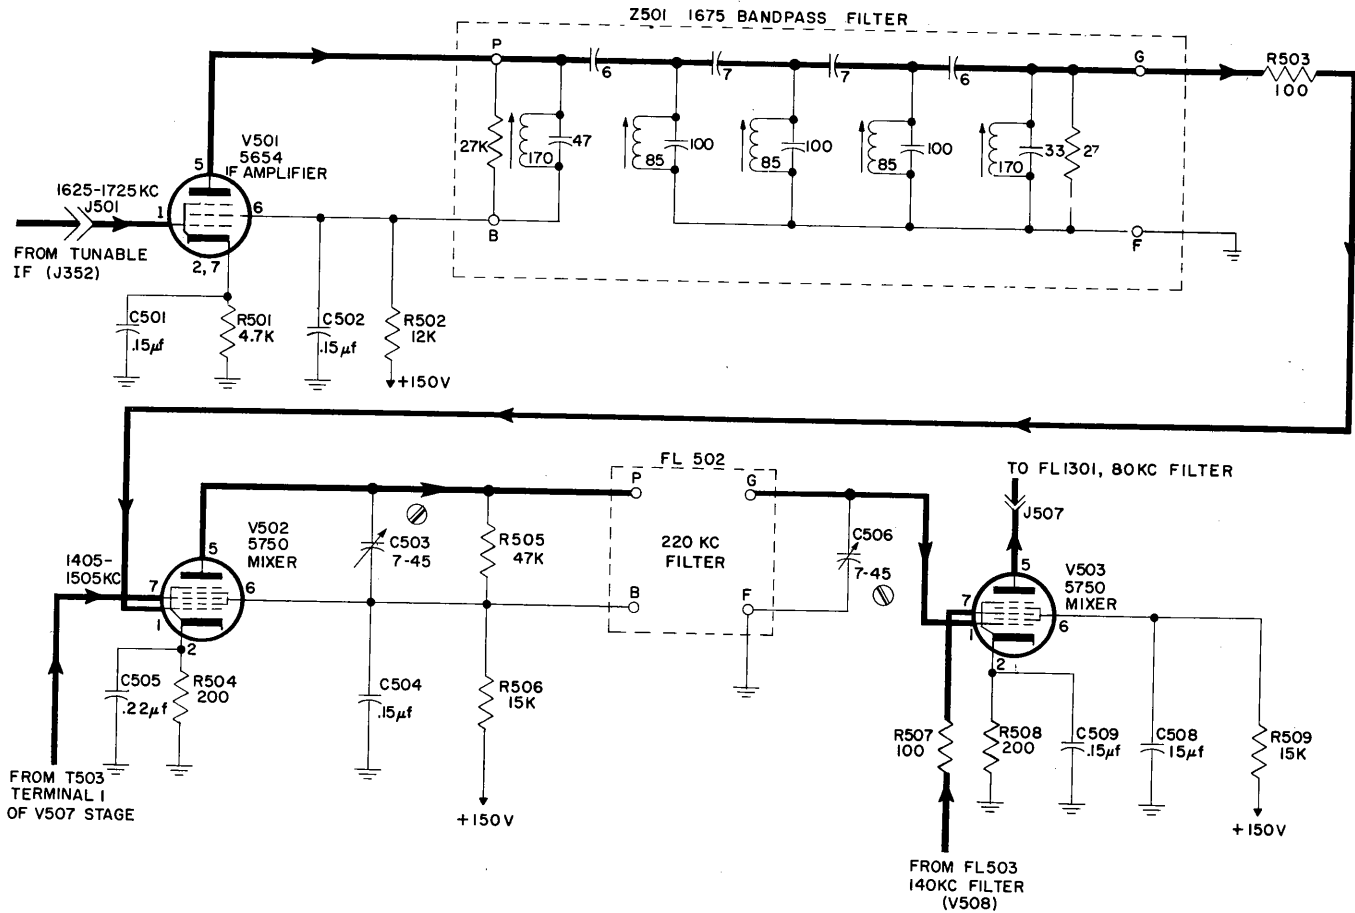 Z501 1675 BANDPASS FILTER
P
6
7
7
6
G
R503
100
27K
170
47
85
100
85
100
85
100
170
33
27
V501
5654
IF AMPLIFIER
5
1625-1725KC
J501
1
6
2,7
FROM TUNABLE
IF (J352)
B
F
C501
.15µf
R501
4.7K
C502
.15µf
R502
12K
+150V
FL 502
P
G
220 KC
FILTER
B
F
TO FL1301, 80KC FILTER
J507
V502
5750
MIXER
5
1405-
1505KC
7
6
1
2
C503
7-45
R505
47K
C506
7-45
V503
5750
MIXER
5
7
1
6
2
C505
.22µf
R504
200
C504
.15µf
R506
15K
+150V
FROM T503
TERMINAL 1
OF V507 STAGE
R507
100
R508
200
C509
.15µf
C508
15µf
R509
15K
+150V
FROM FL503
140KC FILTER
(V508)